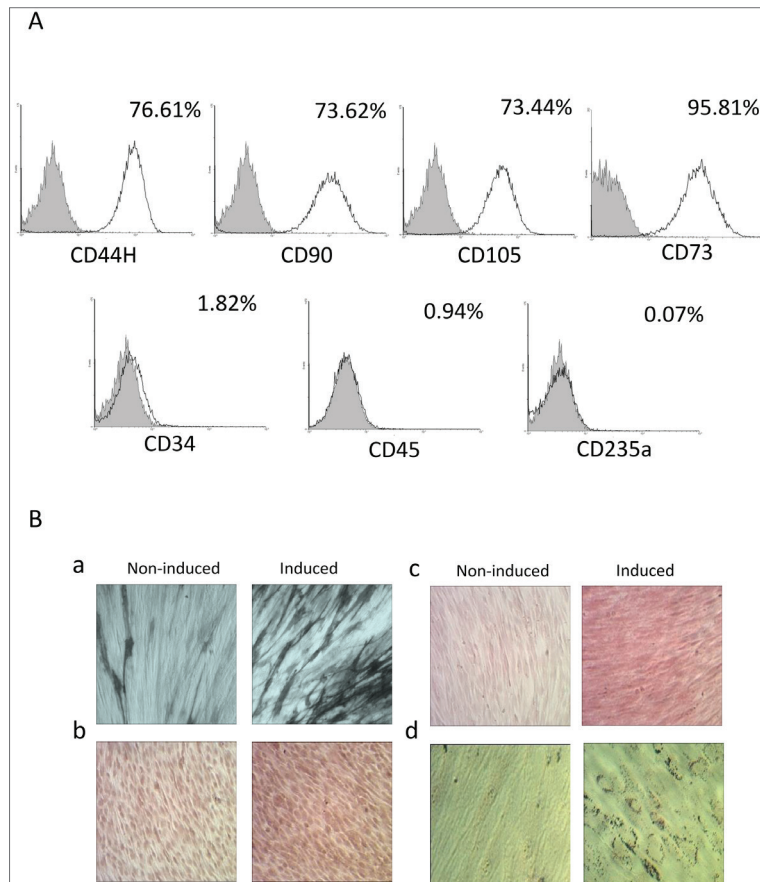 A
76.61% 73.62% 73.44% 95.81%
CD44H CD90 CD105 CD73
1.82% 0.94% 0.07%
CD34 CD45 CD235a
B
a Non-induced Induced c Non-induced Induced
b d